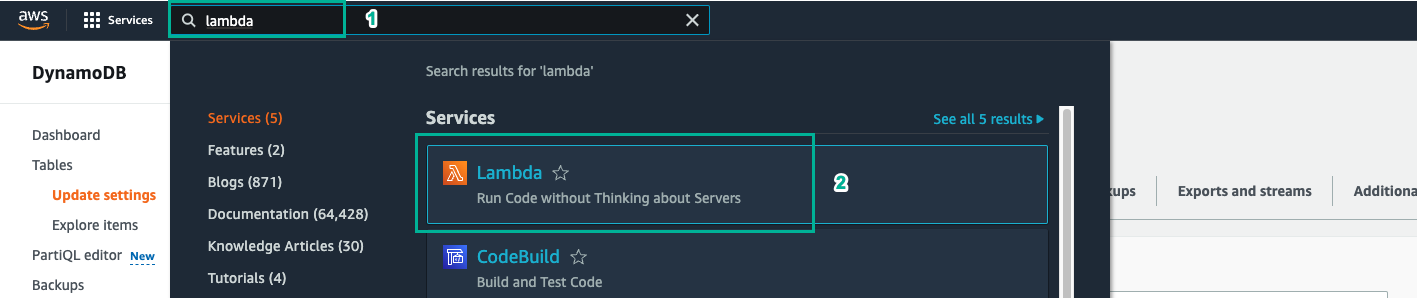 aws
Services
lambda
1
DynamoDB
Dashboard
Tables
Update settings
Explore items
PartiQL editor New
Backups
Search results for 'lambda'
Services (5)
Features (2)
Blogs (871)
Documentation (64,428)
Knowledge Articles (30)
Tutorials (4)
Services
See all 5 results
Lambda
Run Code without Thinking about Servers
2
CodeBuild
Build and Test Code
kups
Exports and streams
Additiona